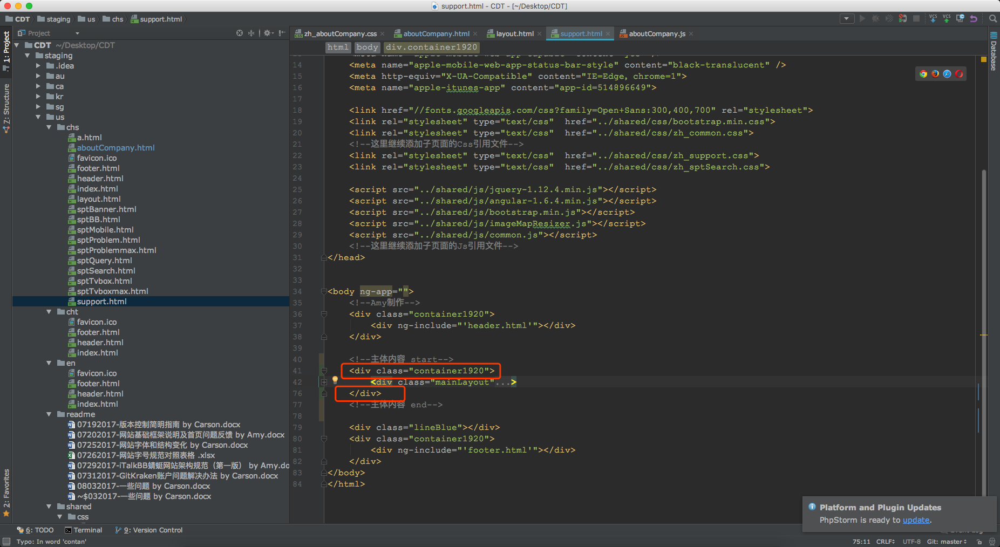 support.html - CDT - [~/Desktop/CDT]
CDT staging us chs support.html
Project
zh_aboutCompany.css aboutCompany.html layout.html support.html aboutCompany.js
html body div.container1920
1: Project
Z: Structure
2: Favorites
Database
CDT ~/Desktop/CDT
staging
.idea
au
ca
kr
sg
us
chs
a.html
aboutCompany.html
favicon.ico
footer.html
header.html
index.html
layout.html
sptBanner.html
sptBB.html
sptMobile.html
sptProblem.html
sptProblemmax.html
sptQuery.html
sptSearch.html
sptTvbox.html
sptTvboxmax.html
support.html
cht
favicon.ico
footer.html
header.html
index.html
en
favicon.ico
footer.html
header.html
index.html
readme
07192017-版本控制简明指南 by Carson.docx
07202017-网站基础框架说明及首页问题反馈 by Amy.docx
07252017-网站字体和结构变化 by Carson.docx
07262017-网站字号规范对照表格 .xlsx
07292017-iTalkBB蜻蜓网站架构规范（第一版） by Amy.do
07312017-GitKraken账户问题解决办法 by Carson.docx
08032017-一些问题 by Carson.docx
~$032017-一些问题 by Carson.docx
shared
css
14 <meta name="apple-mobile-web-app-status-bar-style" content="black-translucent" />
15 <meta http-equiv="X-UA-Compatible" content="IE=Edge, chrome=1">
16 <meta name="apple-itunes-app" content="app-id=514896649">
17
18 <link href="//fonts.googleapis.com/css?family=Open+Sans:300,400,700" rel="stylesheet">
19 <link rel="stylesheet" type="text/css"  href="../shared/css/bootstrap.min.css">
20 <link rel="stylesheet" type="text/css"  href="../shared/css/zh_common.css">
21 <!--这里继续添加子页面的Css引用文件-->
22 <link rel="stylesheet" type="text/css"  href="../shared/css/zh_support.css">
23 <link rel="stylesheet" type="text/css"  href="../shared/css/zh_sptSearch.css">
24
25 <script src="../shared/js/jquery-1.12.4.min.js"></script>
26 <script src="../shared/js/angular-1.6.4.min.js"></script>
27 <script src="../shared/js/bootstrap.min.js"></script>
28 <script src="../shared/js/imageMapResizer.js"></script>
29 <script src="../shared/js/common.js"></script>
30 <!--这里继续添加子页面的Js引用文件-->
31 </head>
32
33
34 <body ng-app="">
35 <!--Amy制作-->
36 <div class="container1920">
37 <div ng-include="'header.html'"></div>
38 </div>
39
40 <!--主体内容 start-->
41 <div class="container1920">
42 <div class="mainLayout"...>
76 </div>
77 <!--主体内容 end-->
78
79 <div class="lineBlue"></div>
80 <div class="container1920">
81 <div ng-include="'footer.html'"></div>
82 </div>
83 </body>
84 </html>
Platform and Plugin Updates
PhpStorm is ready to update.
6: TODO Terminal 9: Version Control
Typo: In word 'contan' 75:11 CRLF UTF-8 Git: master
VCS VCS